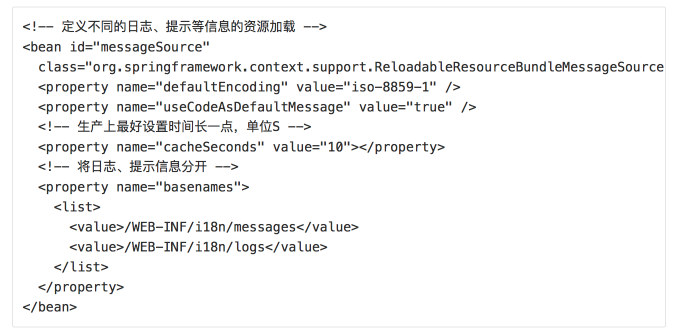 <!-- 定义不同的日志、提示等信息的资源加载 -->
<bean id="messageSource"
class="org.springframework.context.support.ReloadableResourceBundleMessageSource
<property name="defaultEncoding" value="iso-8859-1" />
<property name="useCodeAsDefaultMessage" value="true" />
<!-- 生产上最好设置时间长一点，单位S -->
<property name="cacheSeconds" value="10"></property>
<!-- 将日志、提示信息分开 -->
<property name="basenames">
<list>
<value>/WEB-INF/i18n/messages</value>
<value>/WEB-INF/i18n/logs</value>
</list>
</property>
</bean>